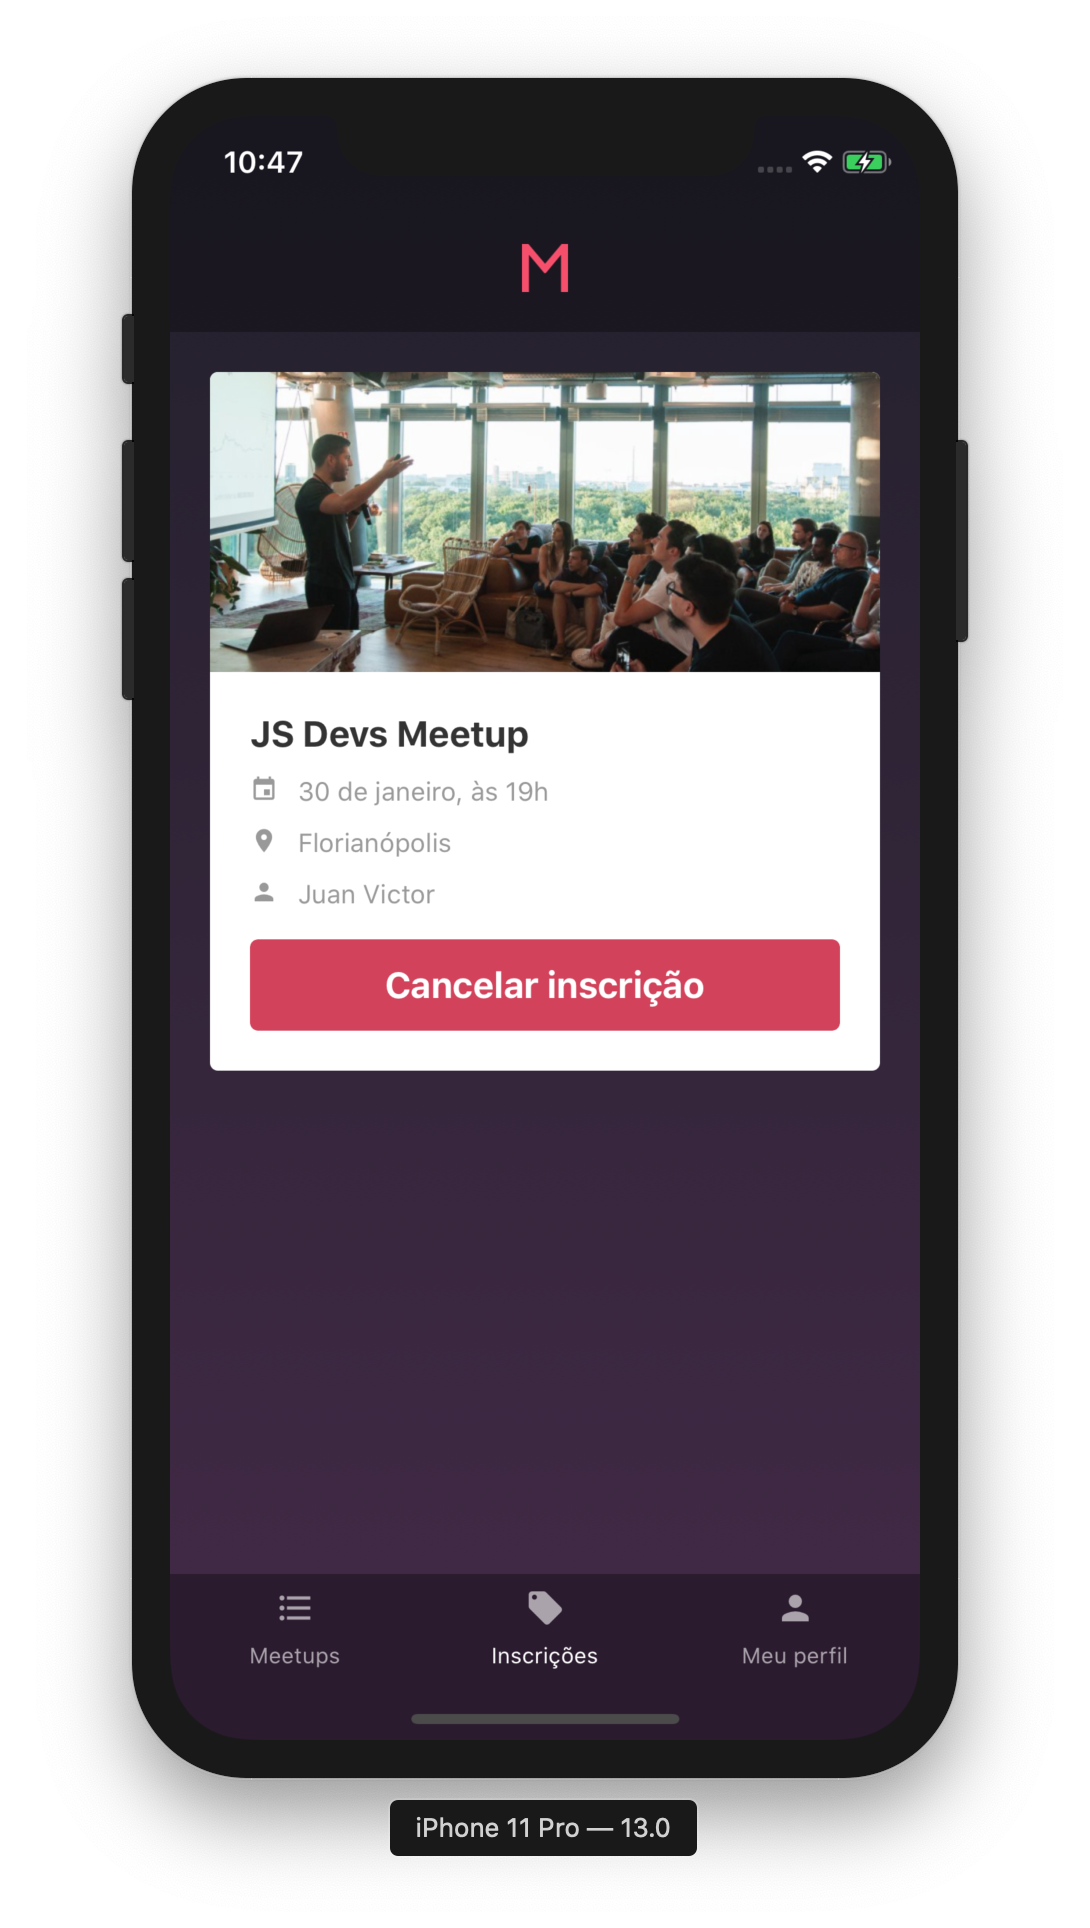 10:47
M
JS Devs Meetup
30 de janeiro, às 19h
Florianópolis
Juan Victor
Cancelar inscrição
Meetups
Inscrições
Meu perfil
iPhone 11 Pro — 13.0